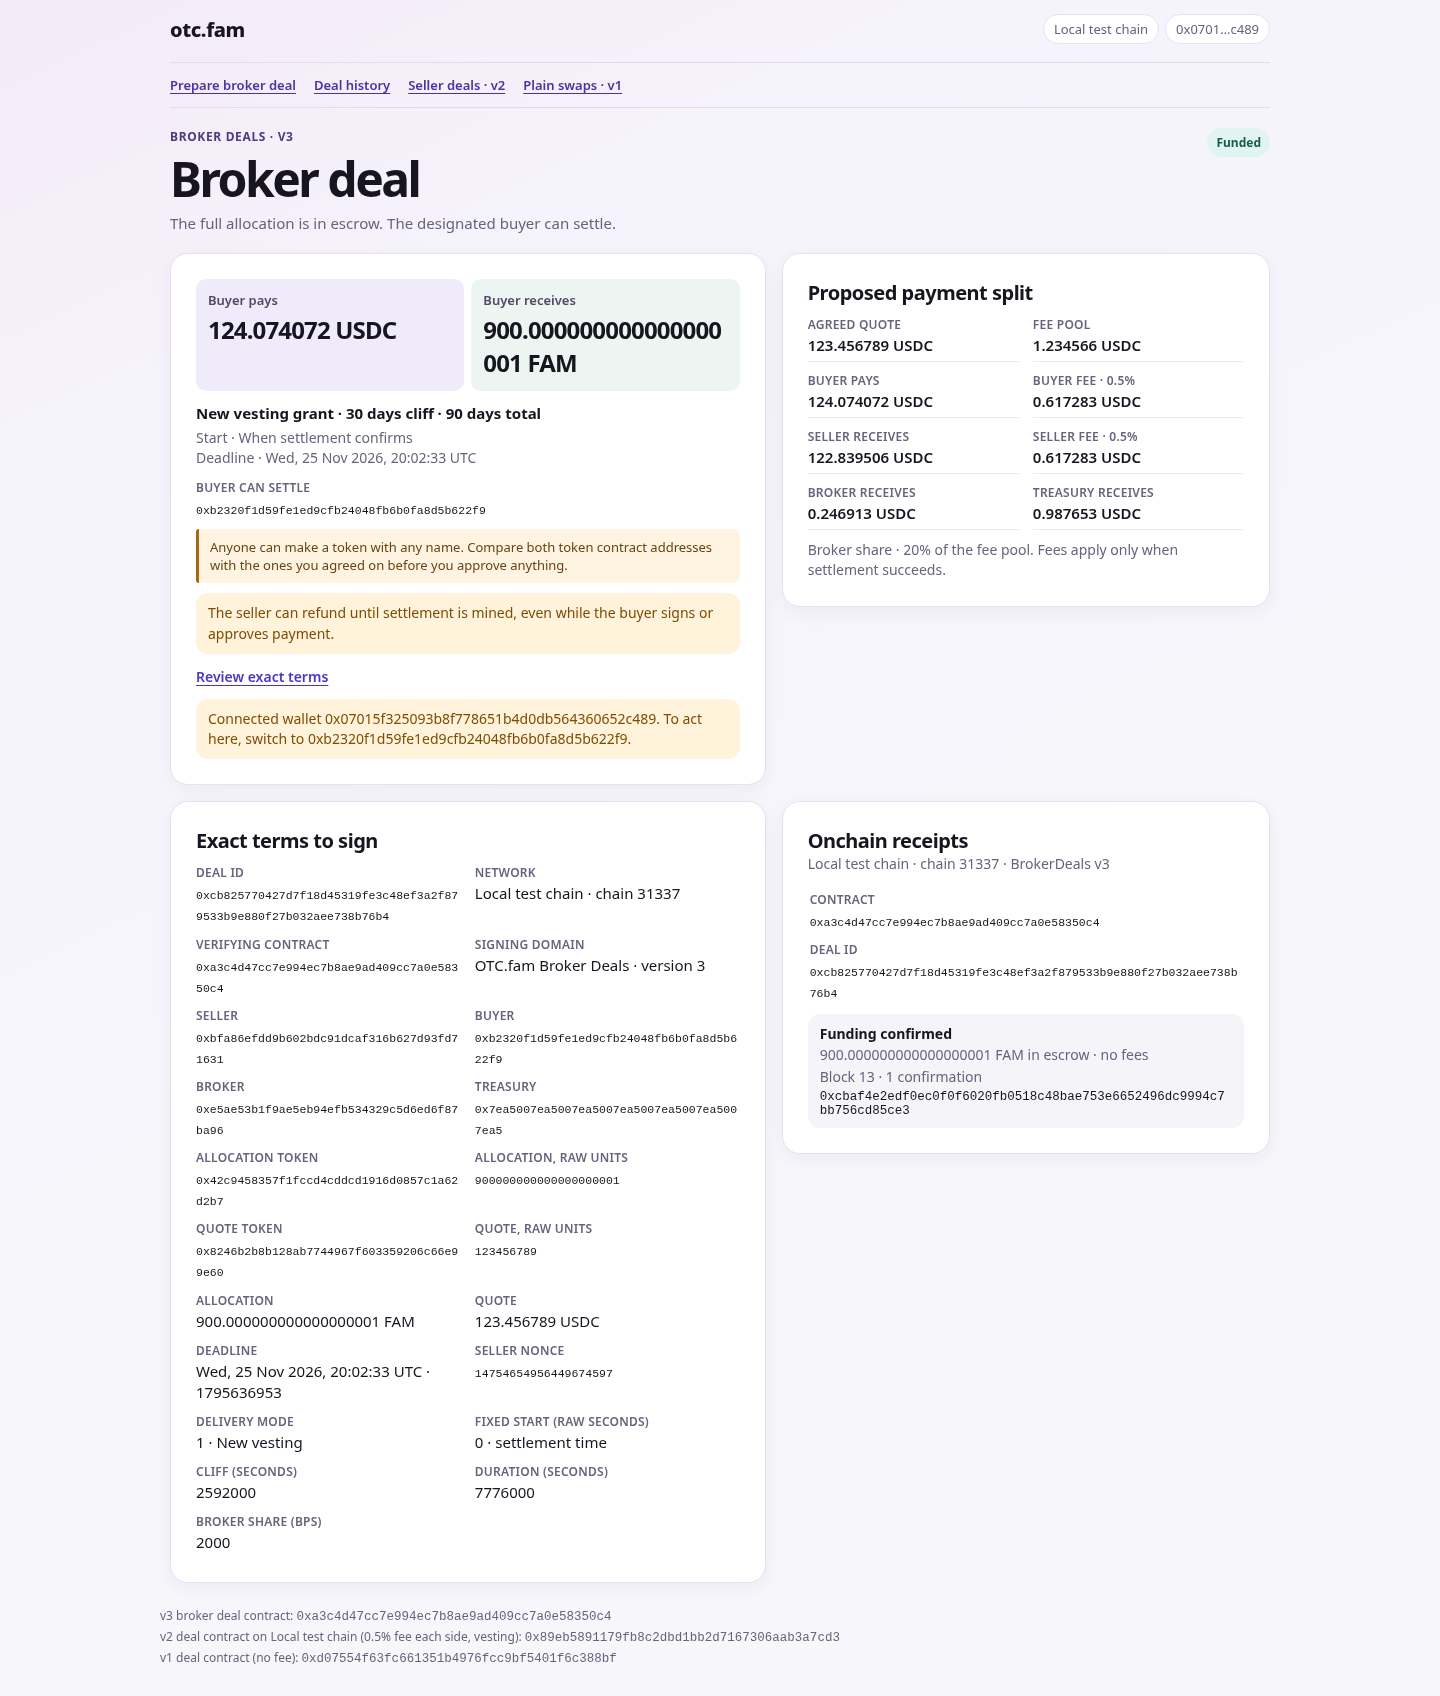 otc.fam
Local test chain
0x0701…c489
Prepare broker deal
Deal history
Seller deals · v2
Plain swaps · v1
BROKER DEALS · V3
Funded
Broker deal
The full allocation is in escrow. The designated buyer can settle.
Buyer pays
124.074072 USDC
Buyer receives
900.000000000000000
001 FAM
New vesting grant · 30 days cliff · 90 days total
Start · When settlement confirms
Deadline · Wed, 25 Nov 2026, 20:02:33 UTC
BUYER CAN SETTLE
0xb2320f1d59fe1ed9cfb24048fb6b0fa8d5b622f9
Anyone can make a token with any name. Compare both token contract addresses
with the ones you agreed on before you approve anything.
The seller can refund until settlement is mined, even while the buyer signs or
approves payment.
Review exact terms
Connected wallet 0x07015f325093b8f778651b4d0db564360652c489. To act
here, switch to 0xb2320f1d59fe1ed9cfb24048fb6b0fa8d5b622f9.
Proposed payment split
AGREED QUOTE
123.456789 USDC
FEE POOL
1.234566 USDC
BUYER PAYS
124.074072 USDC
BUYER FEE · 0.5%
0.617283 USDC
SELLER RECEIVES
122.839506 USDC
SELLER FEE · 0.5%
0.617283 USDC
BROKER RECEIVES
0.246913 USDC
TREASURY RECEIVES
0.987653 USDC
Broker share · 20% of the fee pool. Fees apply only when
settlement succeeds.
Exact terms to sign
DEAL ID
0xcb825770427d7f18d45319fe3c48ef3a2f87
9533b9e880f27b032aee738b76b4
NETWORK
Local test chain · chain 31337
VERIFYING CONTRACT
0xa3c4d47cc7e994ec7b8ae9ad409cc7a0e583
50c4
SIGNING DOMAIN
OTC.fam Broker Deals · version 3
SELLER
0xbfa86efdd9b602bdc91dcaf316b627d93fd7
1631
BUYER
0xb2320f1d59fe1ed9cfb24048fb6b0fa8d5b6
22f9
BROKER
0xe5ae53b1f9ae5eb94efb534329c5d6ed6f87
ba96
TREASURY
0x7ea5007ea5007ea5007ea5007ea5007ea500
7ea5
ALLOCATION TOKEN
0x42c9458357f1fccd4cddcd1916d0857c1a62
d2b7
ALLOCATION, RAW UNITS
900000000000000000001
QUOTE TOKEN
0x8246b2b8b128ab7744967f603359206c66e9
9e60
QUOTE, RAW UNITS
123456789
ALLOCATION
900.000000000000000001 FAM
QUOTE
123.456789 USDC
DEADLINE
Wed, 25 Nov 2026, 20:02:33 UTC ·
1795636953
SELLER NONCE
14754654956449674597
DELIVERY MODE
1 · New vesting
FIXED START (RAW SECONDS)
0 · settlement time
CLIFF (SECONDS)
2592000
DURATION (SECONDS)
7776000
BROKER SHARE (BPS)
2000
Onchain receipts
Local test chain · chain 31337 · BrokerDeals v3
CONTRACT
0xa3c4d47cc7e994ec7b8ae9ad409cc7a0e58350c4
DEAL ID
0xcb825770427d7f18d45319fe3c48ef3a2f879533b9e880f27b032aee738b
76b4
Funding confirmed
900.000000000000000001 FAM in escrow · no fees
Block 13 · 1 confirmation
0xcbaf4e2edf0ec0f0f6020fb0518c48bae753e6652496dc9994c7
bb756cd85ce3
v3 broker deal contract: 0xa3c4d47cc7e994ec7b8ae9ad409cc7a0e58350c4
v2 deal contract on Local test chain (0.5% fee each side, vesting): 0x89eb5891179fb8c2dbd1bb2d7167306aab3a7cd3
v1 deal contract (no fee): 0xd07554f63fc661351b4976fcc9bf5401f6c388bf